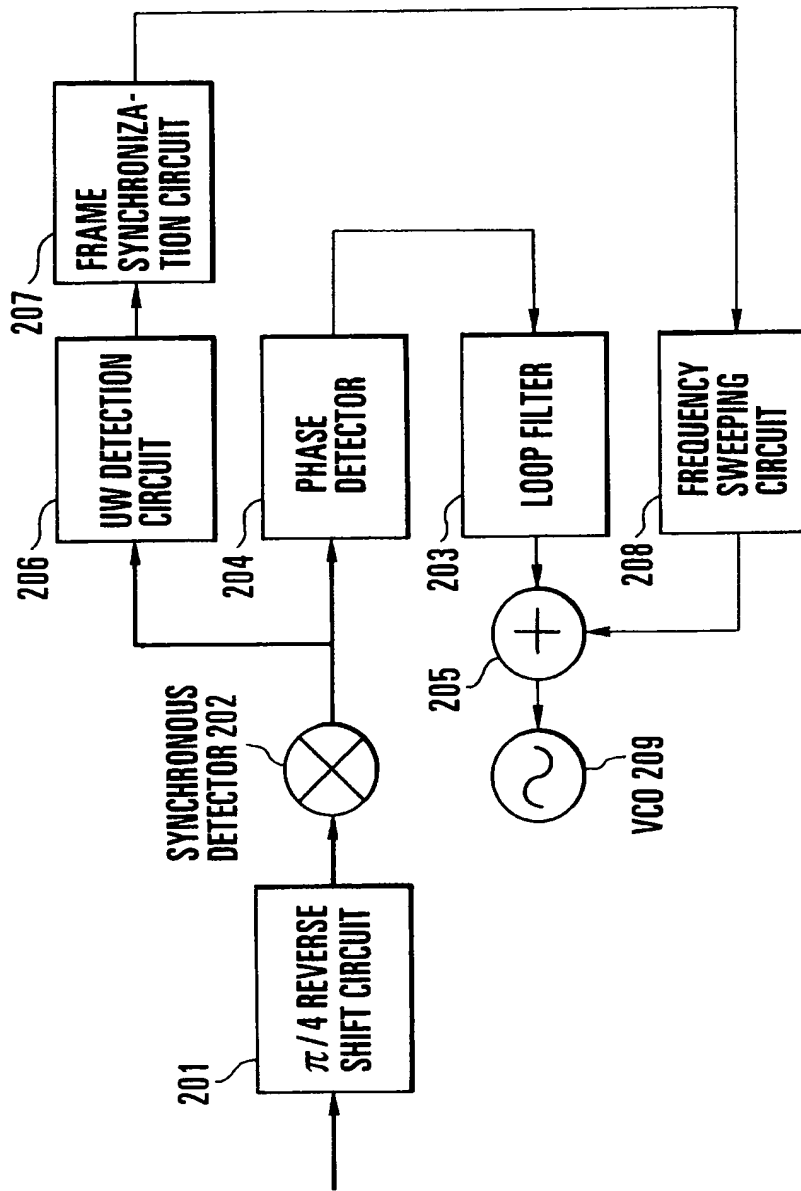 201
π/4 REVERSE
SHIFT CIRCUIT
SYNCHRONOUS
DETECTOR 202
206
UW DETECTION
CIRCUIT
207
FRAME
SYNCHRONIZA-
TION CIRCUIT
204
PHASE
DETECTOR
203
LOOP FILTER
205
+
VCO 209
208
FREQUENCY
SWEEPING
CIRCUIT